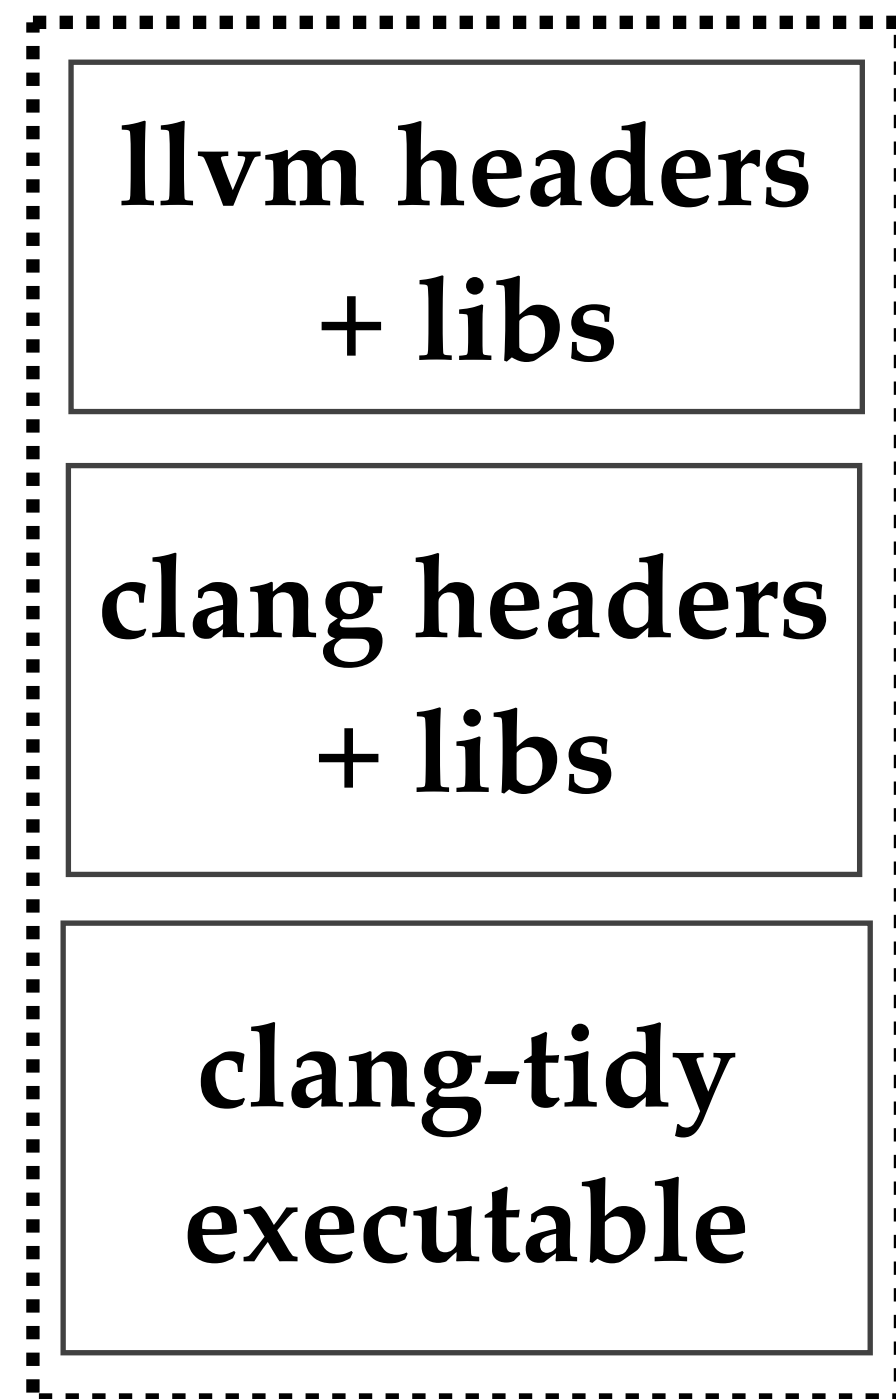 llvm headers
+ libs
clang headers
+ libs
clang-tidy
executable